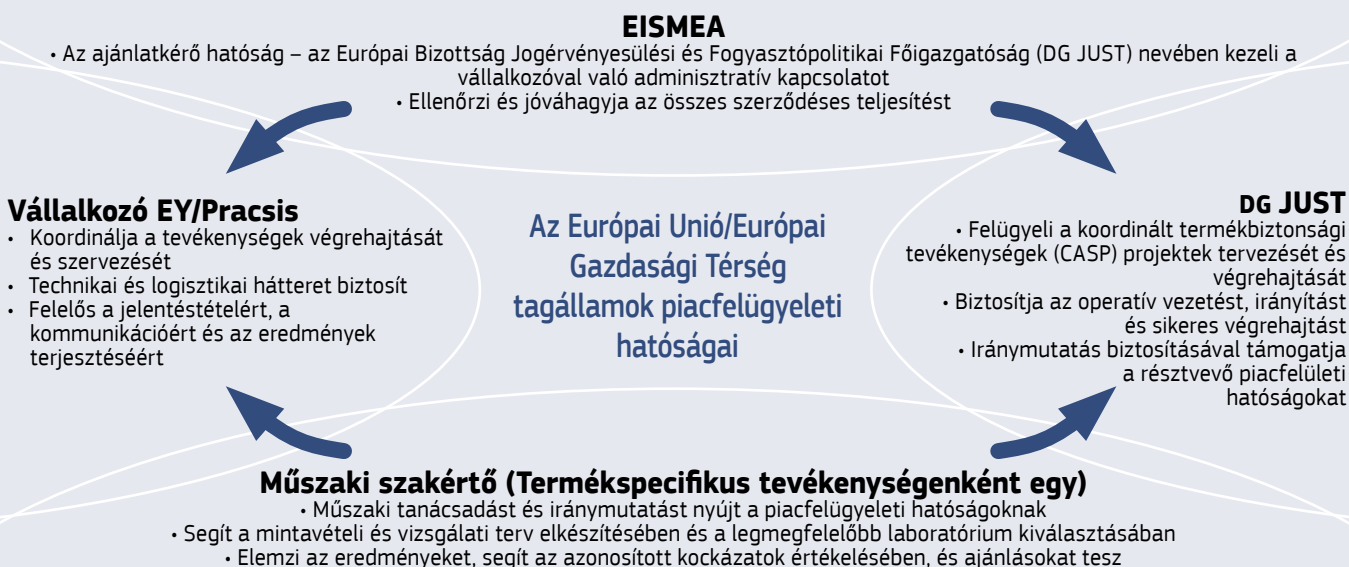 EISMEA
• Az ajánlatkérő hatóság – az Európai Bizottság Jogérvényesülési és Fogyasztópolitikai Főigazgatóság (DG JUST) nevében kezeli a
vállalkozóval való adminisztratív kapcsolatot
• Ellenőrzi és jóváhagyja az összes szerződéses teljesítést
Vállalkozó EY/Pracsis
• Koordinálja a tevékenységek végrehajtását
és szervezését
• Technikai és logisztikai hátteret biztosít
• Felelős a jelentéstételért, a
kommunikációért és az eredmények
terjesztéséért
Az Európai Unió/Európai
Gazdasági Térség
tagállamok piacfelügyeleti
hatóságai
DG JUST
• Felügyeli a koordinált termékbiztonsági
tevékenységek (CASP) projektek tervezését és
végrehajtását
• Biztosítja az operatív vezetést, irányítást
és sikeres végrehajtást
• Iránymutatás biztosításával támogatja
a résztvevő piacfelületi
hatóságokat
Műszaki szakértő (Termékspecifikus tevékenységenként egy)
• Műszaki tanácsadást és iránymutatást nyújt a piacfelügyeleti hatóságoknak
• Segít a mintavételi és vizsgálati terv elkészítésében és a legmegfelelőbb laboratórium kiválasztásában
• Elemzi az eredményeket, segít az azonosított kockázatok értékelésében, és ajánlásokat tesz